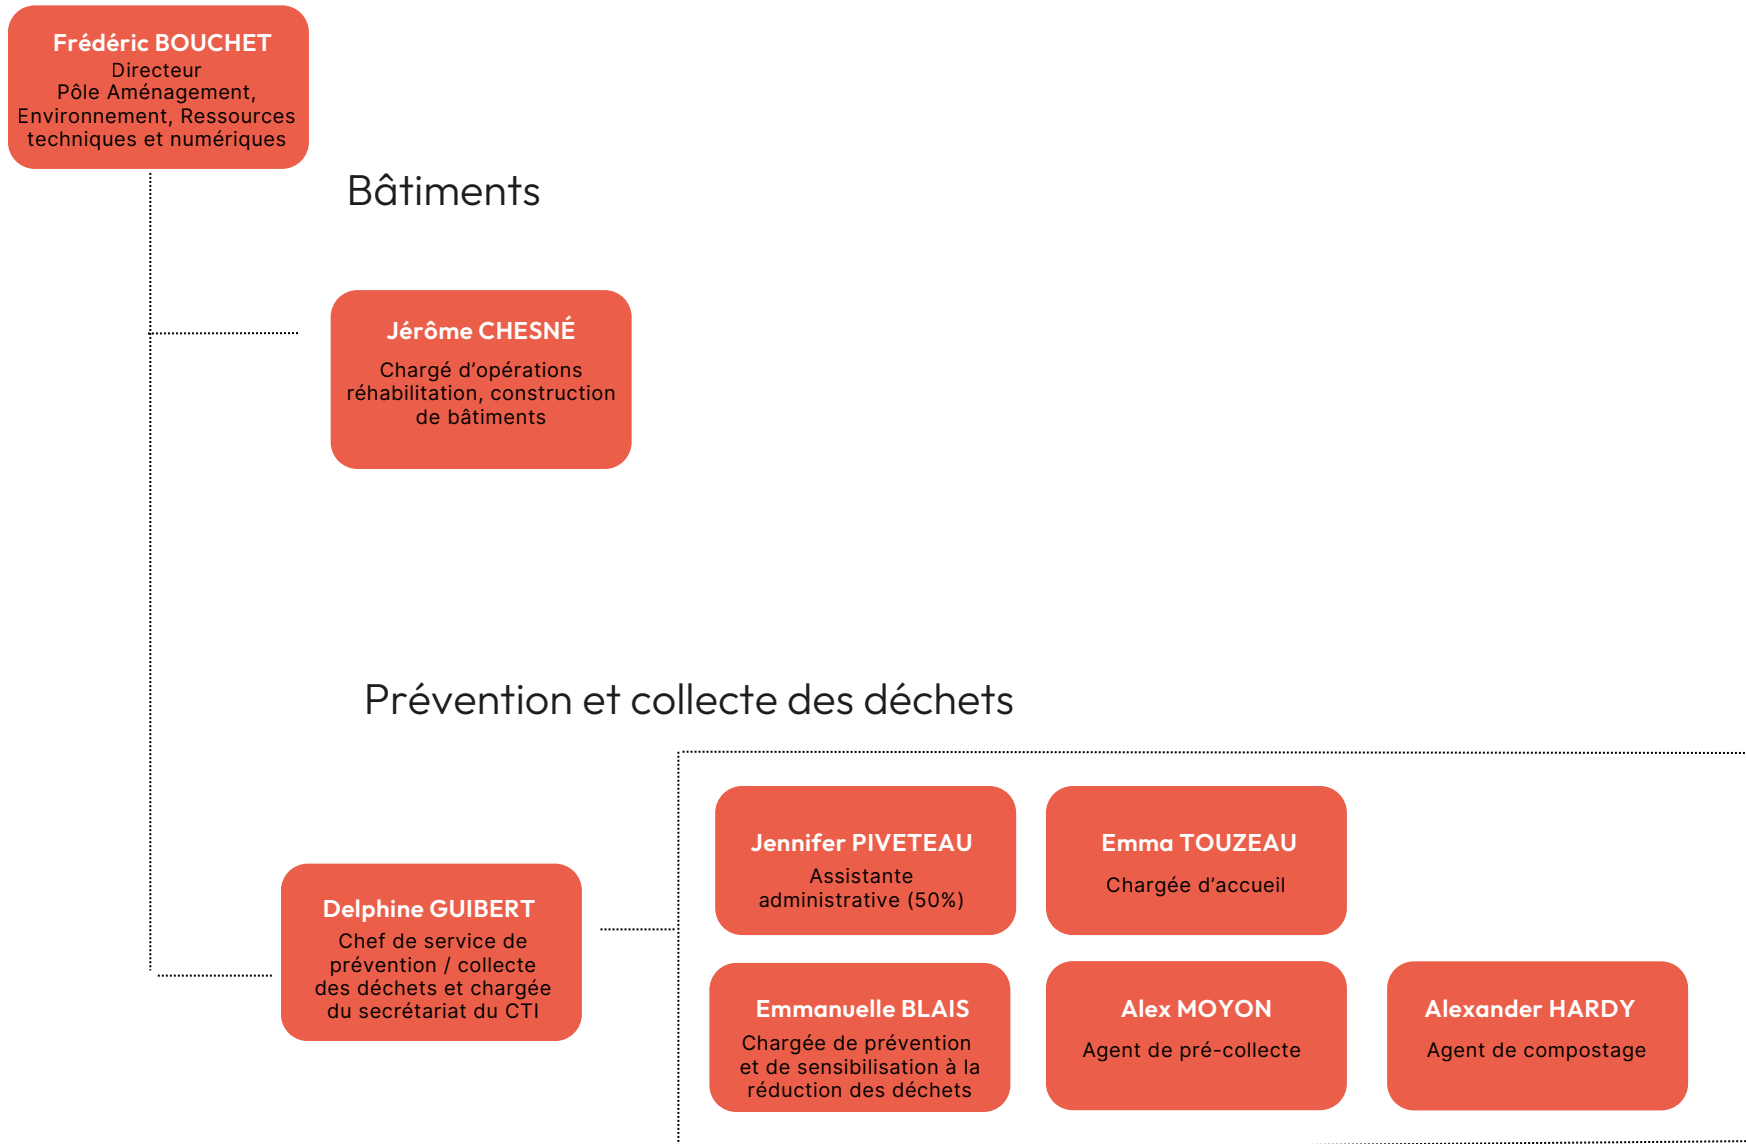 Frédéric BOUCHET
Directeur
Pôle Aménagement,
Environnement, Ressources
techniques et numériques
Bâtiments
Jérôme CHESNÉ
Chargé d’opérations
réhabilitation, construction
de bâtiments
Prévention et collecte des déchets
Delphine GUIBERT
Chef de service de
prévention / collecte
des déchets et chargée
du secrétariat du CTI
Jennifer PIVETEAU
Assistante
administrative (50%)
Emma TOUZEAU
Chargée d’accueil
Emmanuelle BLAIS
Chargée de prévention
et de sensibilisation à la
réduction des déchets
Alex MOYON
Agent de pré-collecte
Alexander HARDY
Agent de compostage